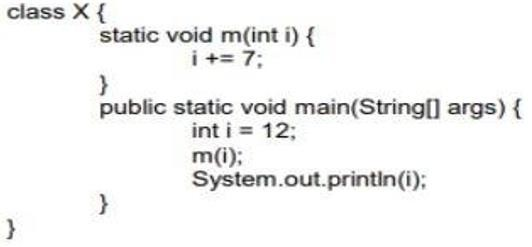 class X {
static void m(int i) {
i += 7;
}
public static void main(String[] args) {
int i = 12;
m(i);
System.out.println(i);
}
}